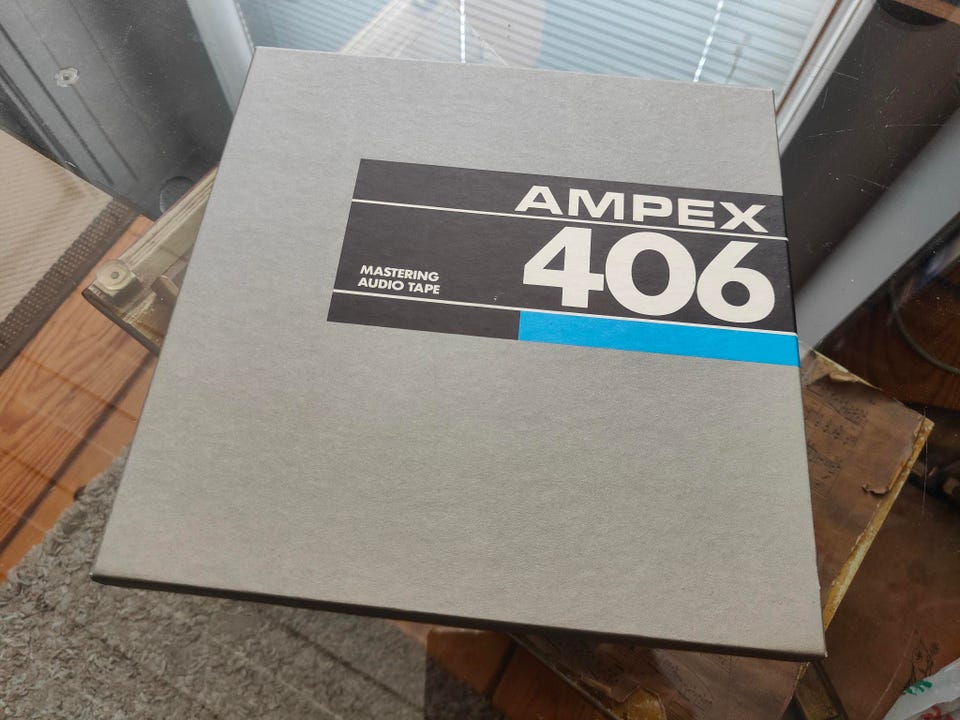 AMPEX
406
MASTERING
AUDIO TAPE